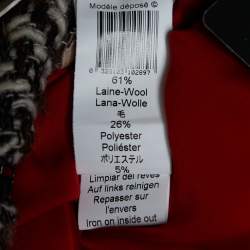 Modèle déposé ©
61%
Laine-Wool
Lana-Wolle
毛
26%
Polyester
Poliéster
ポリエステル
5%
Limpiar del revés
Auf links reinigen
Repasser sur
l'envers
Iron on inside out